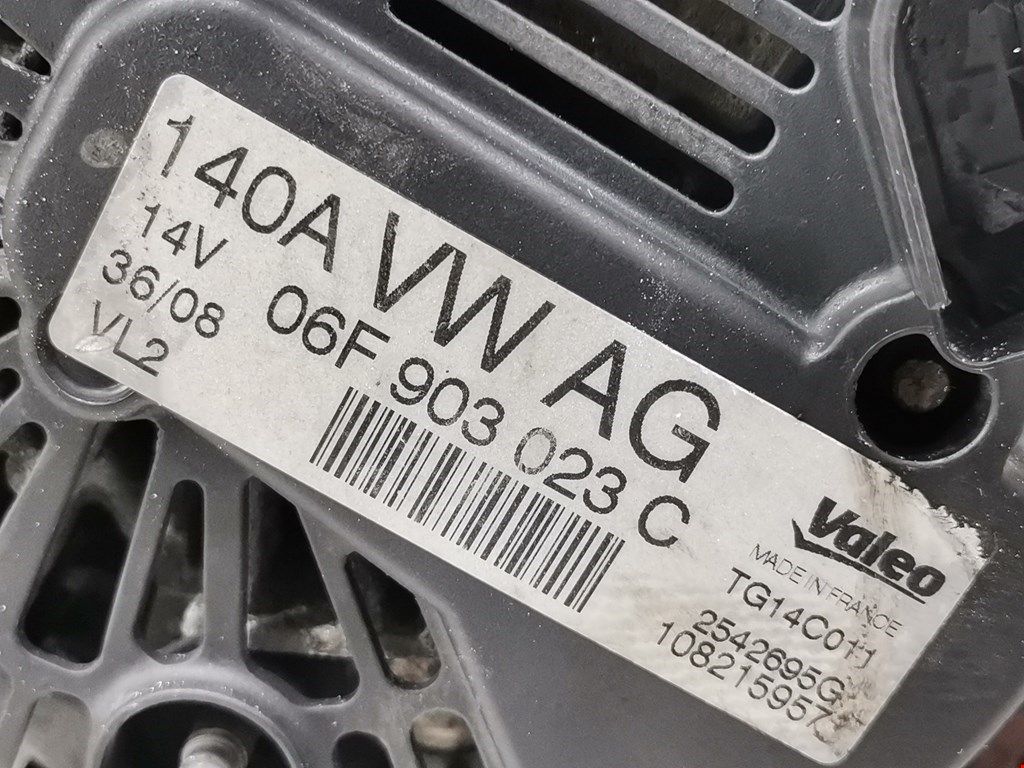 140A VW AG
14V 06F 903 023 C
36/08
VL2
Valeo
MADE IN FRANCE
TG14C011
2542695G
108215957